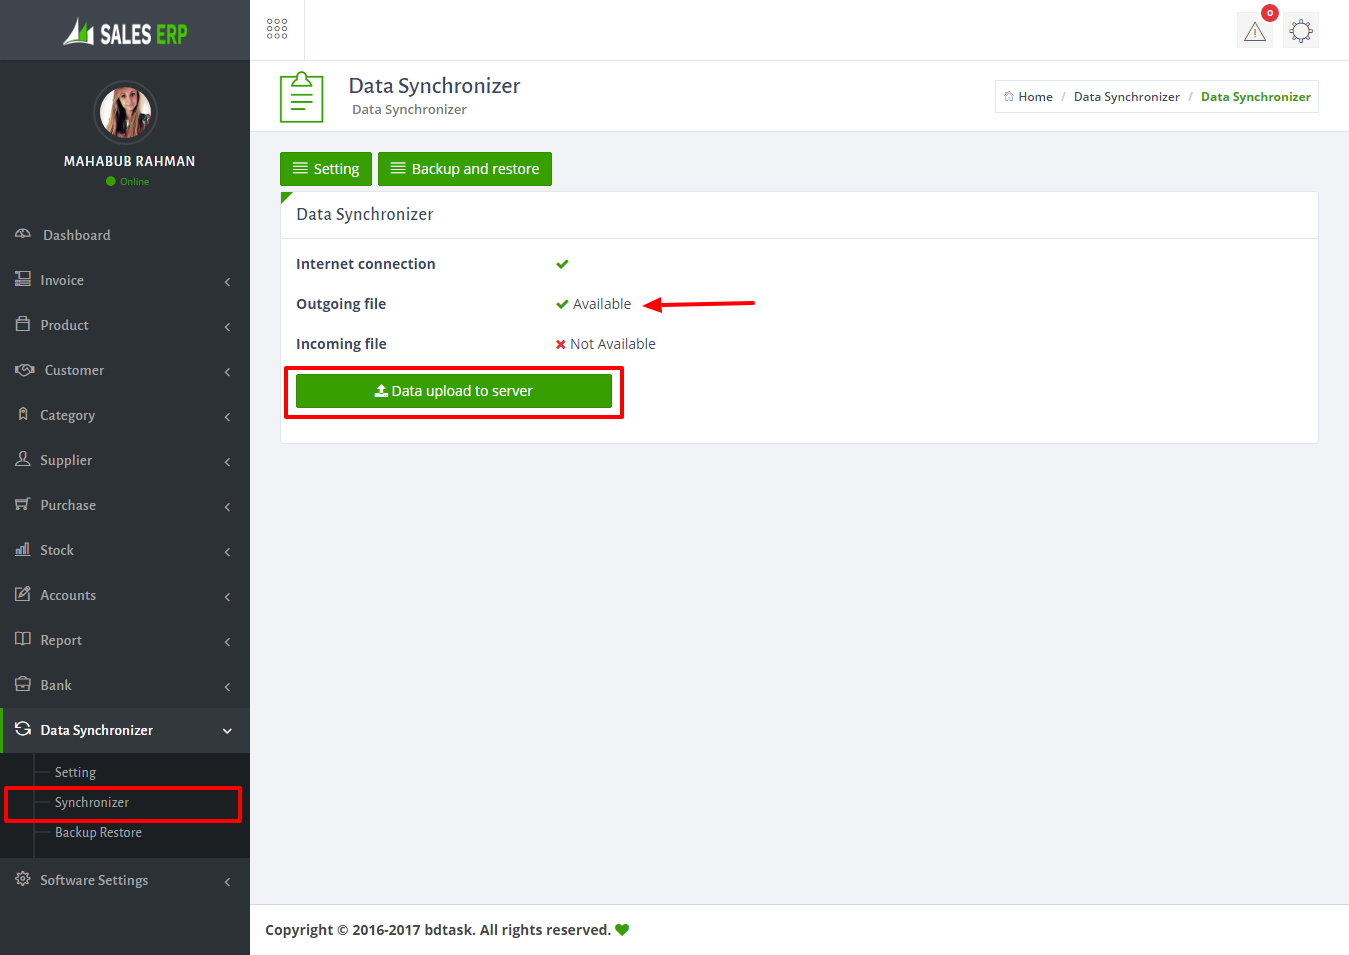 SALES ERP
0
MAHABUB RAHMAN
Online
Dashboard
Invoice
Product
Customer
Category
Supplier
Purchase
Stock
Accounts
Report
Bank
Data Synchronizer
Setting
Synchronizer
Backup Restore
Software Settings
Data Synchronizer
Data Synchronizer
Home / Data Synchronizer / Data Synchronizer
Setting
Backup and restore
Data Synchronizer
Internet connection
Outgoing file Available
Incoming file Not Available
Data upload to server
Copyright © 2016-2017 bdtask. All rights reserved.